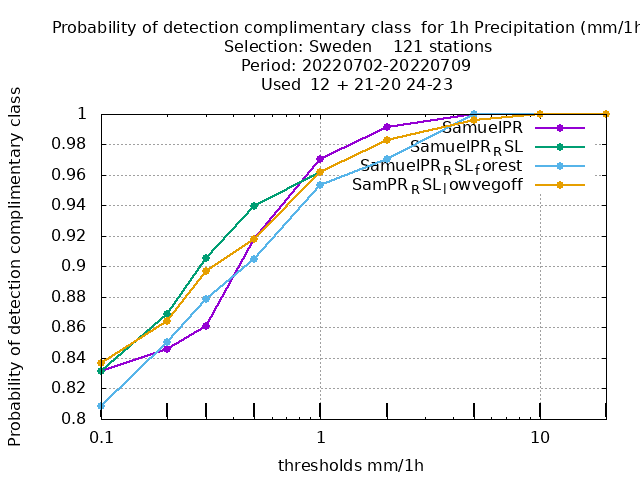 Probability of detection complimentary class  for 1h Precipitation (mm/1h
Selection: Sweden    121 stations
Period: 20220702-20220709
Used 12 + 21-20 24-23
Probability of detection complimentary class
1
0.98
0.96
0.94
0.92
0.9
0.88
0.86
0.84
0.82
0.8
SamuelPR
SamuelPR_RSL
SamuelPR_RSL_forest
SamPR_RSL_lowvegoff
0.1
1
10
thresholds mm/1h